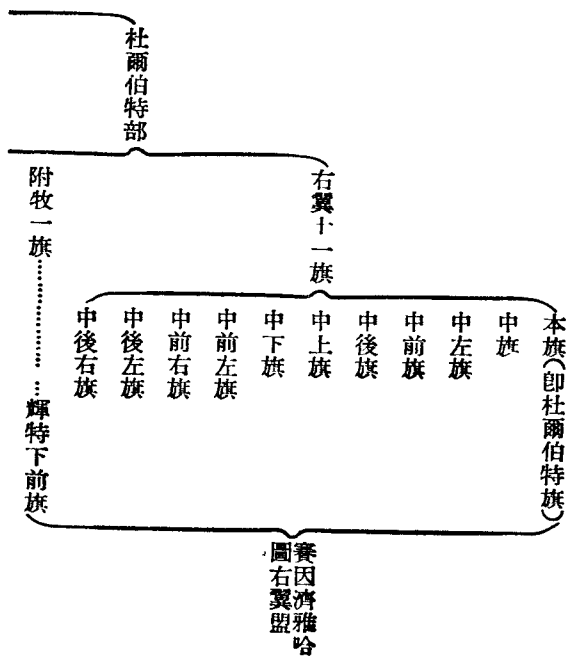 杜爾伯特部
右翼十一旗
本旗(卽杜爾伯特旗)
中旗
中左旗
中前旗
中後旗
中上旗
中下旗
中前左旗
中前右旗
中後左旗
中後右旗
附牧一旗………………輝特下前旗
賽因濟雅哈
圖右翼盟